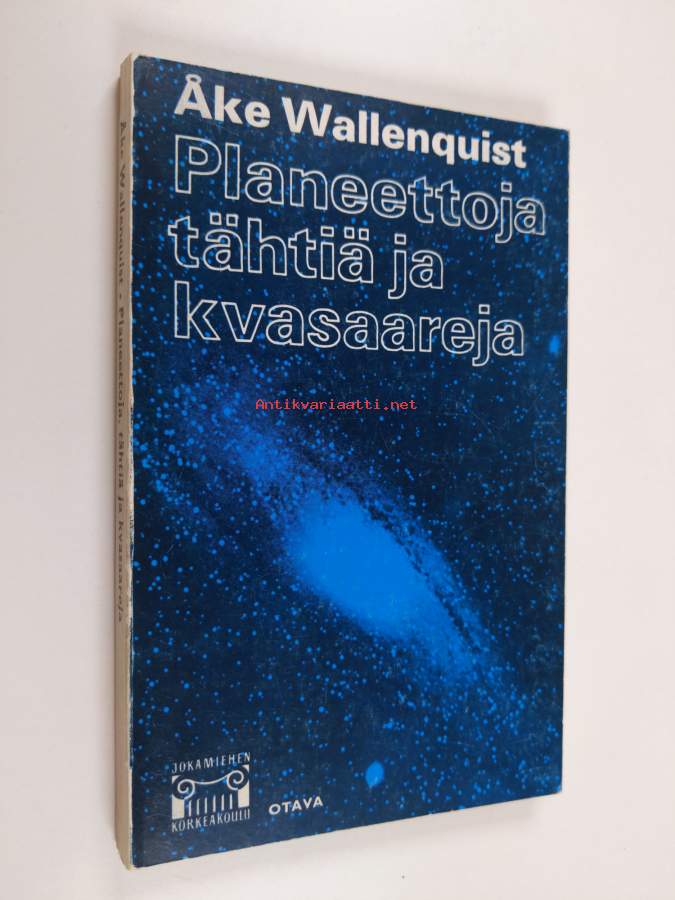 Åke Wallenquist
Planeettoja
tähtiä ja
kvasaareja
Antikvariaatti.net
JOKAMIEHEN
KORKEAKOULU
OTAVA
Åke Wallenquist - Planeettoja, tähtiä ja kvasaareja